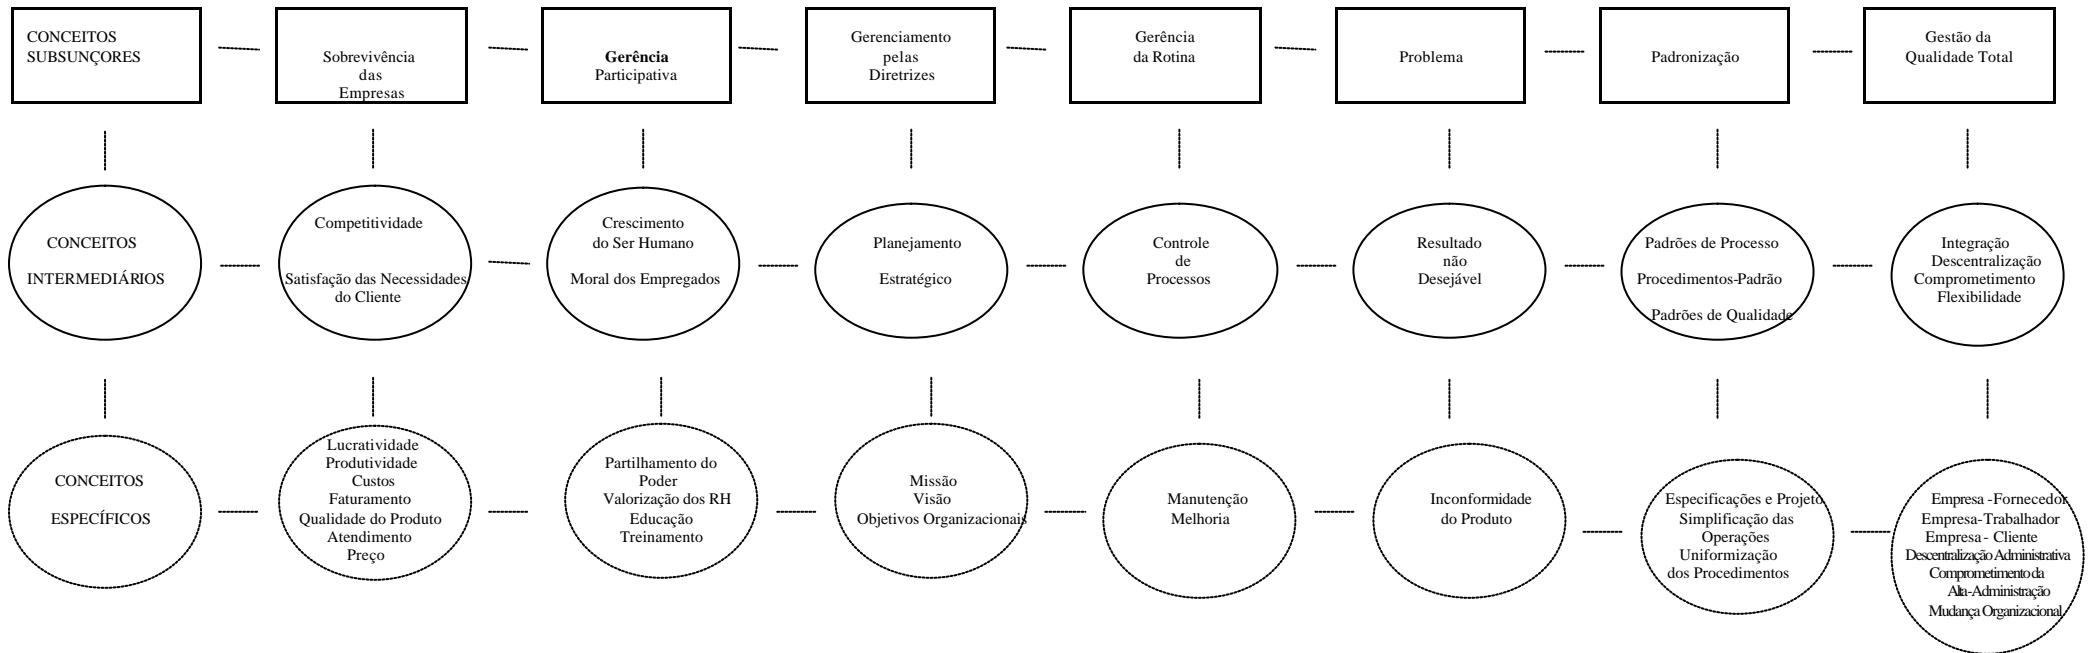 CONCEITOS
SUBSUNÇORES
Sobrevivência
das
Empresas
Gerência
Participativa
Gerenciamento
pelas
Diretrizes
Gerência
da Rotina
Problema
Padronização
Gestão da
Qualidade Total
CONCEITOS
INTERMEDIÁRIOS
Competitividade
Satisfação das Necessidades
do Cliente
Crescimento
do Ser Humano
Moral dos Empregados
Planejamento
Estratégico
Controle
de
Processos
Resultado
não
Desejável
Padrões de Processo
Procedimentos-Padrão
Padrões de Qualidade
Integração
Descentralização
Comprometimento
Flexibilidade
CONCEITOS
ESPECÍFICOS
Lucratividade
Produtividade
Custos
Faturamento
Qualidade do Produto
Atendimento
Preço
Partilhamento do
Poder
Valorização dos RH
Educação
Treinamento
Missão
Visão
Objetivos Organizacionais
Manutenção
Melhoria
Inconformidade
do Produto
Especificações e Projeto
Simplificação das
Operações
Uniformização
dos Procedimentos
Empresa -Fornecedor
Empresa-Trabalhador
Empresa - Cliente
Descentralização Administrativa
Comprometimento da
Alta-Administração
Mudança Organizacional